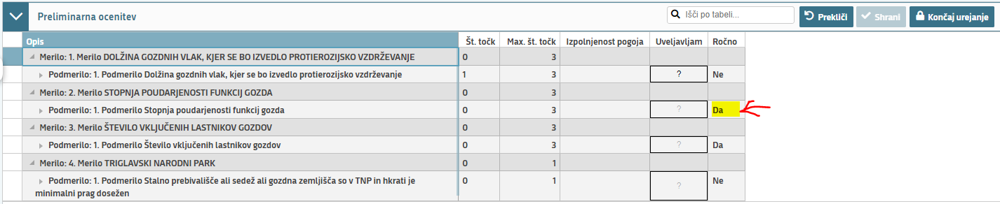 Preliminarna ocenitev
Išči po tabeli...
Prekliči
Shrani
Končaj urejanje
Opis Št. točk Max. št. točk Izpolnjenost pogoja Uveljavljam Ročno
Merilo: 1. Merilo DOLŽINA GOZDNIH VLAK, KJER SE BO IZVEDLO PROTIEROZIJSKO VZDRŽEVANJE 0 3
Podmerilo: 1. Podmerilo Dolžina gozdnih vlak, kjer se bo izvedlo protierozijsko vzdrževanje 1 3 ? Ne
Merilo: 2. Merilo STOPNJA POUDARJENOSTI FUNKCIJ GOZDA 0 3
Podmerilo: 1. Podmerilo Stopnja poudarjenosti funkcij gozda 0 3 ? Da
Merilo: 3. Merilo ŠTEVILO VKLJUČENIH LASTNIKOV GOZDOV 0 3
Podmerilo: 1. Podmerilo Število vključenih lastnikov gozdov 0 3 ? Da
Merilo: 4. Merilo TRIGLAVSKI NARODNI PARK 0 1
Podmerilo: 1. Podmerilo Stalno prebivališče ali sedež ali gozdna zemljišča so v TNP in hkrati je 0 1 ? Ne
minimalni prag dosežen